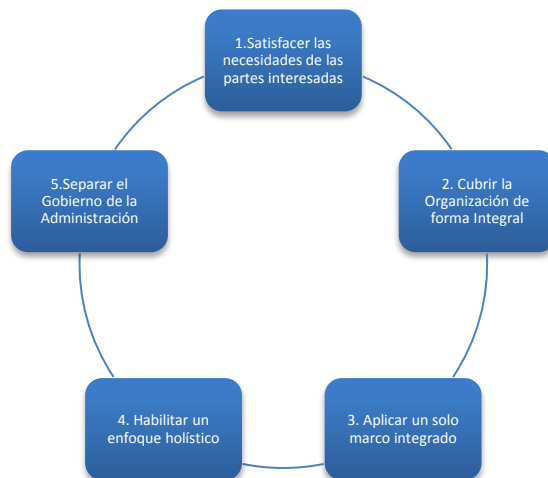 1.Satisfacer las
necesidades de las
partes interesadas
2. Cubrir la
Organización de
forma Integral
3. Aplicar un solo
marco integrado
4. Habilitar un
enfoque holístico
5.Separar el
Gobierno de la
Administración